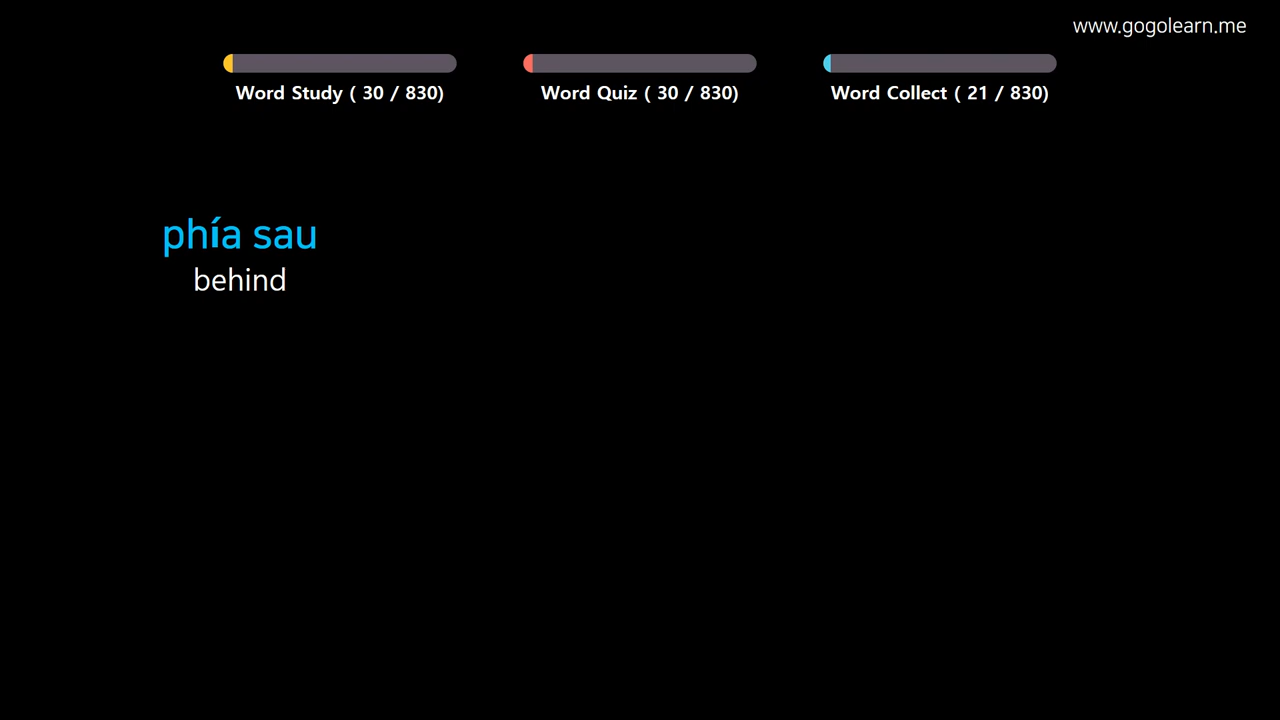 www.gogolearn.me
Word Study ( 30 / 830)
Word Quiz ( 30 / 830)
Word Collect ( 21 / 830)
phía sau
behind